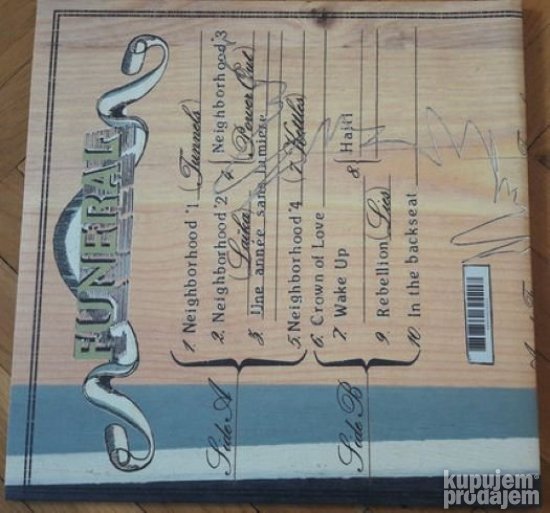 FUNERAL
Side A
1. Neighborhood #1 (Tunnels)
2. Neighborhood #2 (Laika)
3. Une année sans lumiere
4. Neighborhood #3 (Power Out)
5. Neighborhood #4 (7 Kettles)
Side B
6. Crown of Love
7. Wake Up
8. Haiti
9. Rebellion (Lies)
10. In the backseat
kupujem
prodajem